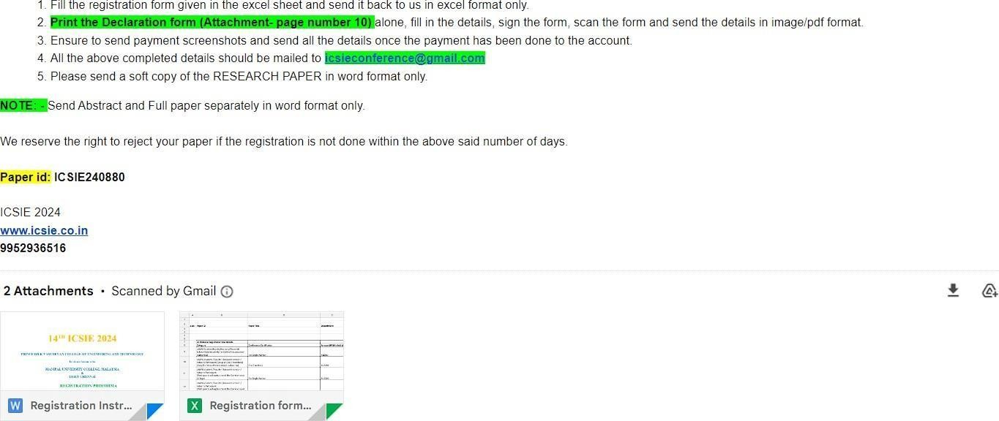 1. Fill the registration form given in the excel sheet and send it back to us in excel format only.
2. Print the Declaration form (Attachment- page number 10) alone, fill in the details, sign the form, scan the form and send the details in image/pdf format.
3. Ensure to send payment screenshots and send all the details once the payment has been done to the account.
4. All the above completed details should be mailed to icsieconference@gmail.com
5. Please send a soft copy of the RESEARCH PAPER in word format only.
NOTE: - Send Abstract and Full paper separately in word format only.
We reserve the right to reject your paper if the registration is not done within the above said number of days.
Paper id: ICSIE240880
ICSIE 2024
www.icsie.co.in
9952936516
2 Attachments • Scanned by Gmail
14TH ICSIE 2024
COLLEGE OF ENGINEERING AND TECHNOLOGY
MANIPAL UNIVERSITY COLLEGE, MALAYSIA
&
CHENNAI
REGISTRATION PROFORMA
Paper ID
Paper Title
W Registration Instr...
X Registration form...